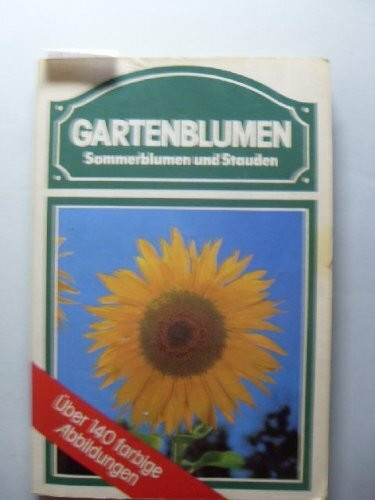 GARTENBLUMEN
Sommerblumen und Stauden
Über 140 farbige
Abbildungen